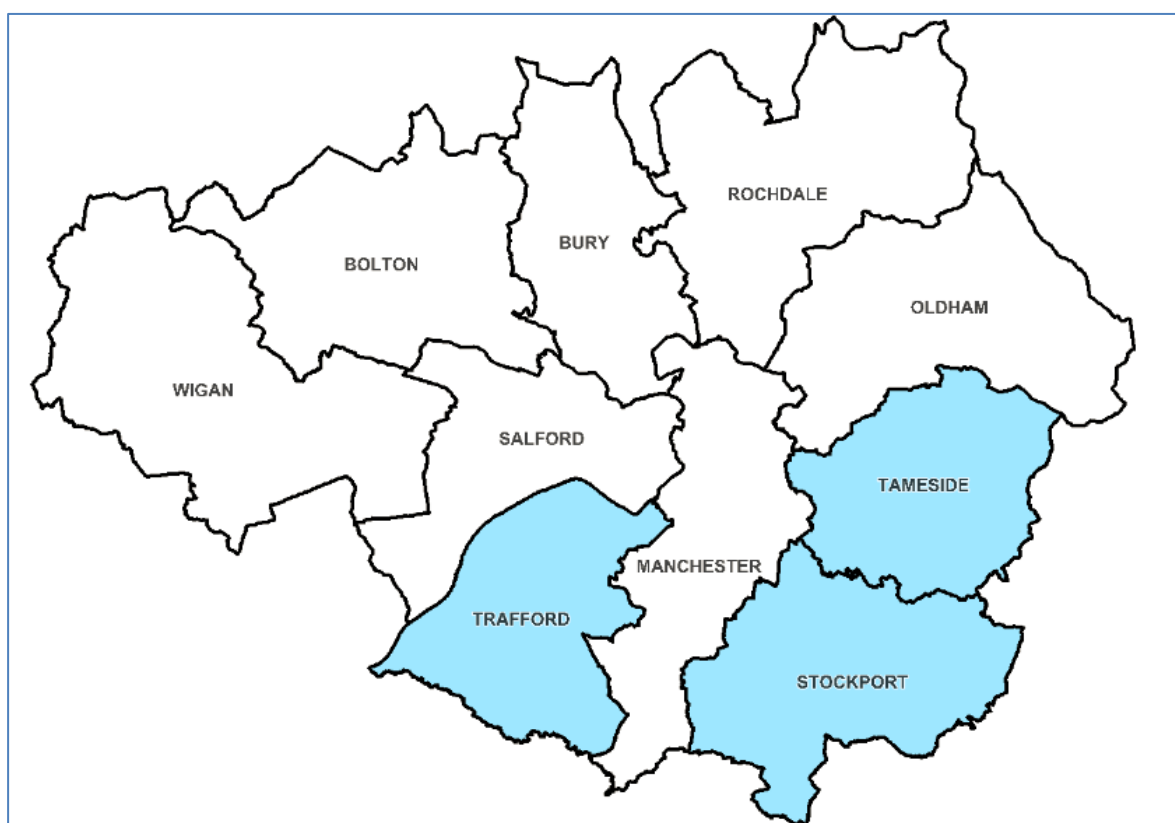 ROCHDALE
BURY
BOLTON
OLDHAM
WIGAN
SALFORD
TAMESIDE
MANCHESTER
TRAFFORD
STOCKPORT